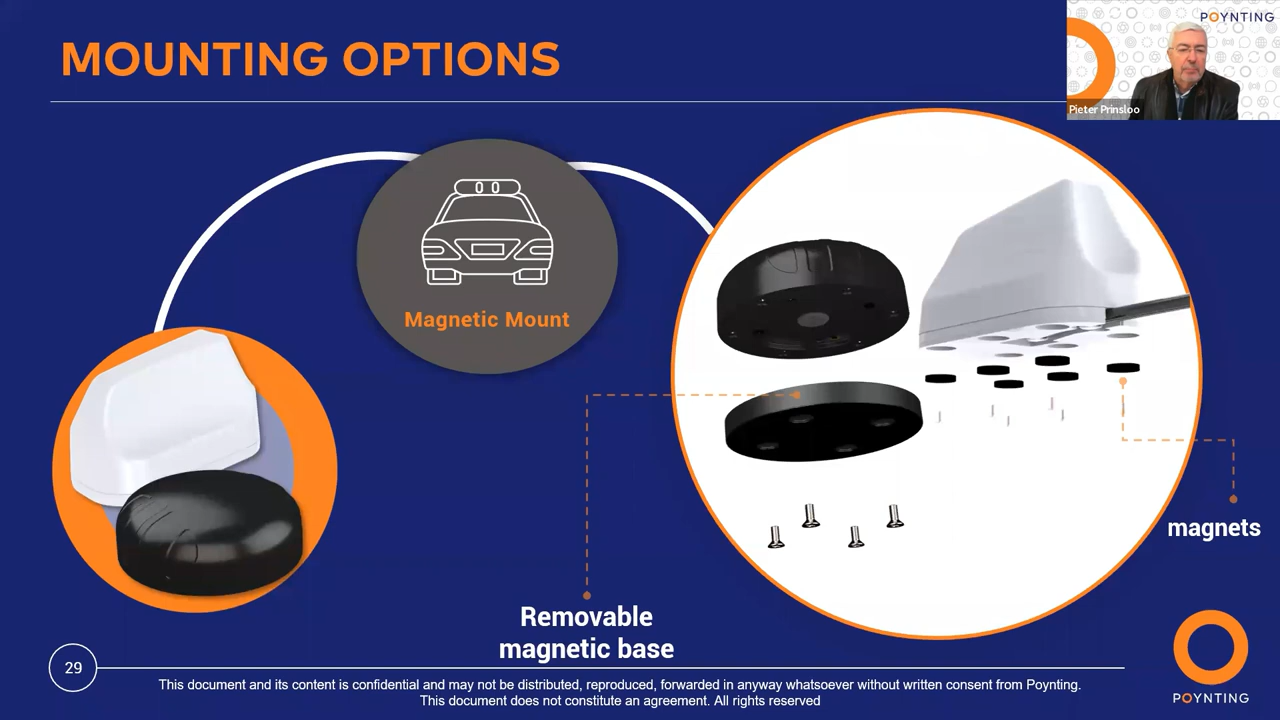 MOUNTING OPTIONS
POYNTING
Pieter Prinsloo
Magnetic Mount
magnets
Removable
magnetic base
29
This document and its content is confidential and may not be distributed, reproduced, forwarded in anyway whatsoever without written consent from Poynting.
This document does not constitute an agreement. All rights reserved
POYNTING